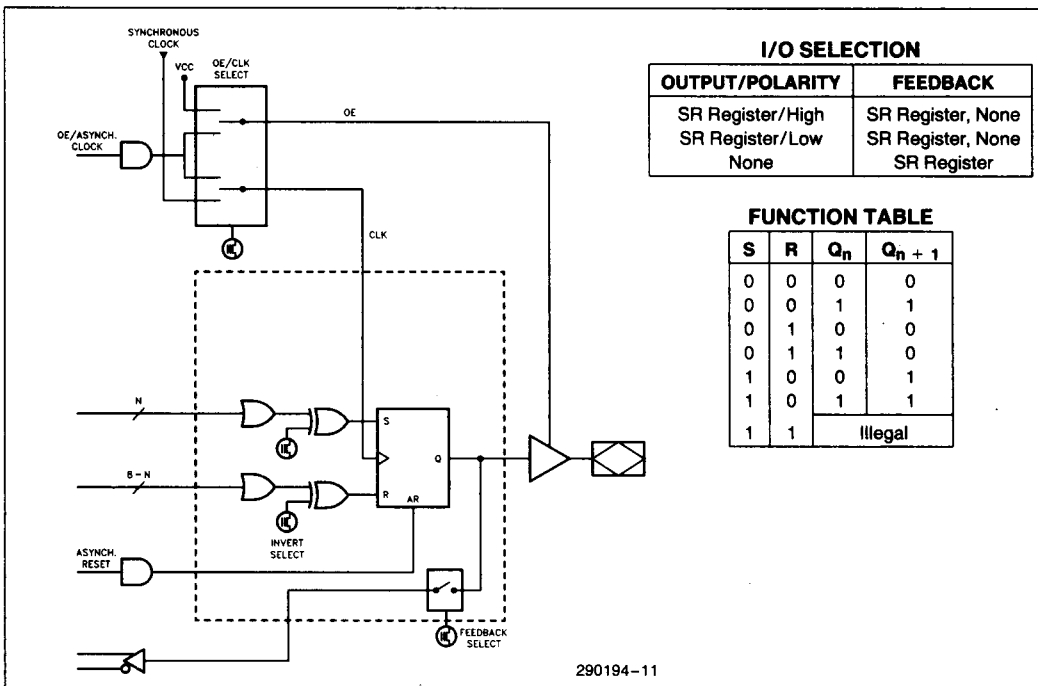 SYNCHRONOUS
CLOCK
VCC
OE/CLK
SELECT
OE
OE/ASYNCH.
CLOCK
CLK
N
8-N
S
Q
R
AR
INVERT
SELECT
ASYNCH.
RESET
FEEDBACK
SELECT
290194-11
I/O SELECTION
OUTPUT/POLARITY FEEDBACK
SR Register/High SR Register, None
SR Register/Low SR Register, None
None SR Register
FUNCTION TABLE
S R Qn Qn + 1
0 0 0 0
0 0 1 1
0 1 0 0
0 1 1 0
1 0 0 1
1 0 1 1
1 1 Illegal